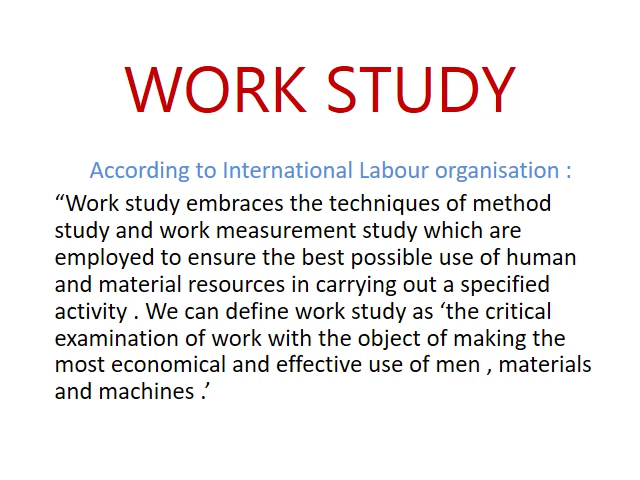 WORK STUDY
According to International Labour organisation :
“Work study embraces the techniques of method
study and work measurement study which are
employed to ensure the best possible use of human
and material resources in carrying out a specified
activity . We can define work study as ‘the critical
examination of work with the object of making the
most economical and effective use of men , materials
and machines .’